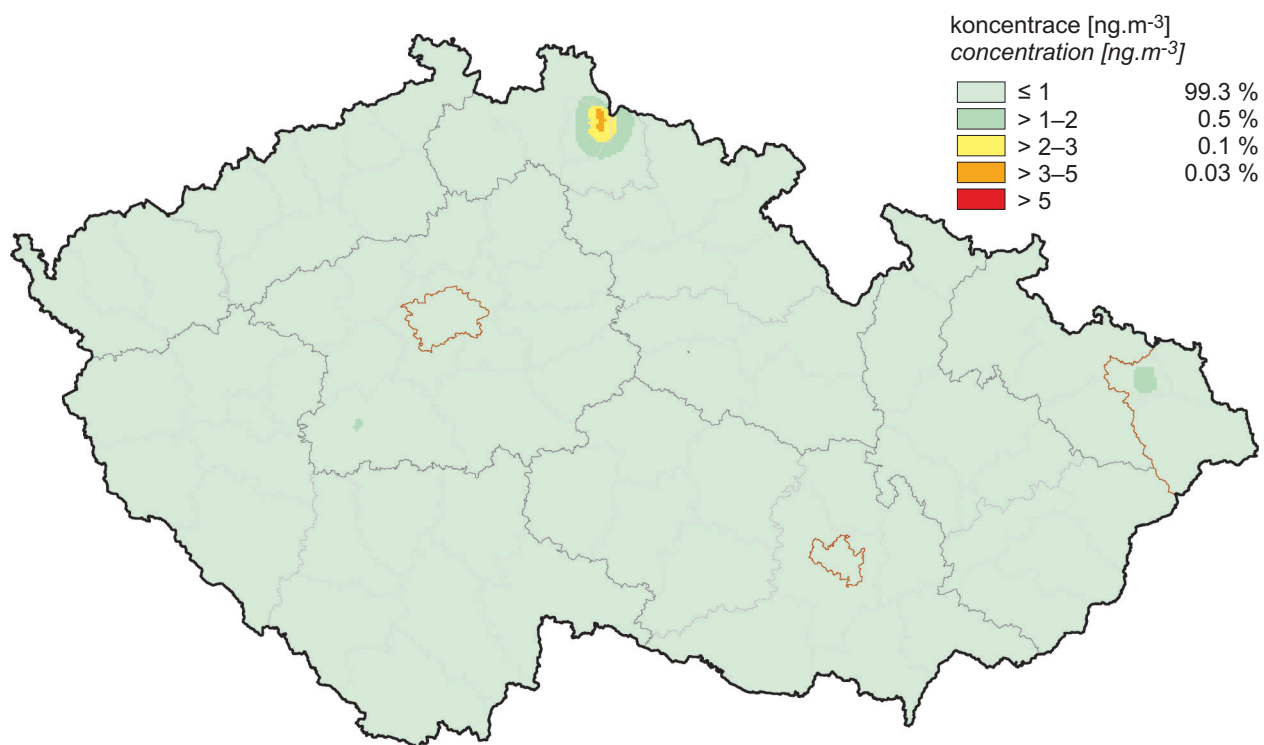 koncentrace [ng.m-3]
concentration [ng.m-3]
≤ 1 99.3 %
> 1–2 0.5 %
> 2–3 0.1 %
> 3–5 0.03 %
> 5